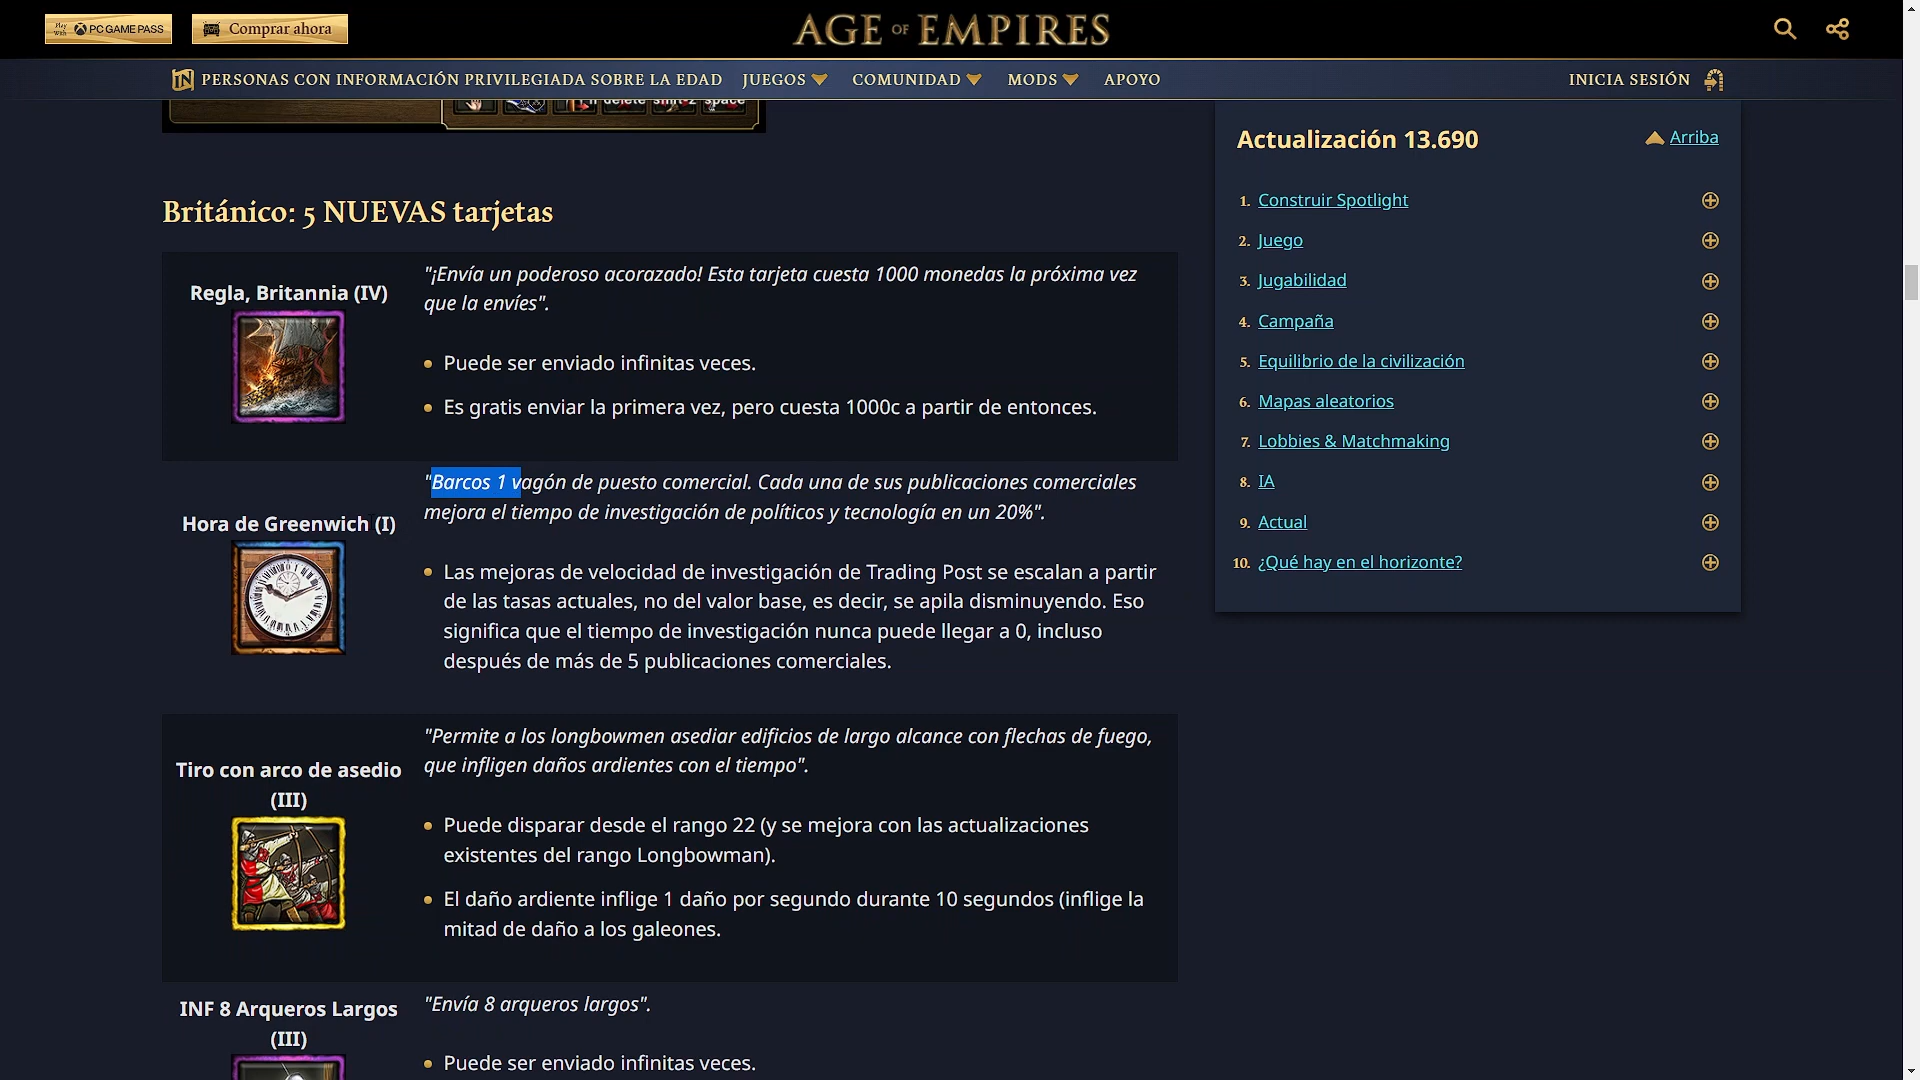 Play With PC GAME PASS
Comprar ahora
AGE OF EMPIRES
PERSONAS CON INFORMACIÓN PRIVILEGIADA SOBRE LA EDAD
JUEGOS
COMUNIDAD
MODS
APOYO
INICIA SESIÓN
Británico: 5 NUEVAS tarjetas
Regla, Britannia (IV)
"¡Envía un poderoso acorazado! Esta tarjeta cuesta 1000 monedas la próxima vez
que la envíes".
Puede ser enviado infinitas veces.
Es gratis enviar la primera vez, pero cuesta 1000c a partir de entonces.
Hora de Greenwich (I)
"Barcos 1 vagón de puesto comercial. Cada una de sus publicaciones comerciales
mejora el tiempo de investigación de políticos y tecnología en un 20%".
Las mejoras de velocidad de investigación de Trading Post se escalan a partir
de las tasas actuales, no del valor base, es decir, se apila disminuyendo. Eso
significa que el tiempo de investigación nunca puede llegar a 0, incluso
después de más de 5 publicaciones comerciales.
Tiro con arco de asedio
(III)
"Permite a los longbowmen asediar edificios de largo alcance con flechas de fuego,
que infligen daños ardientes con el tiempo".
Puede disparar desde el rango 22 (y se mejora con las actualizaciones
existentes del rango Longbowman).
El daño ardiente inflige 1 daño por segundo durante 10 segundos (inflige la
mitad de daño a los galeones.
INF 8 Arqueros Largos
(III)
"Envía 8 arqueros largos".
Puede ser enviado infinitas veces.
Actualización 13.690
Arriba
1. Construir Spotlight
2. Juego
3. Jugabilidad
4. Campaña
5. Equilibrio de la civilización
6. Mapas aleatorios
7. Lobbies & Matchmaking
8. IA
9. Actual
10. ¿Qué hay en el horizonte?